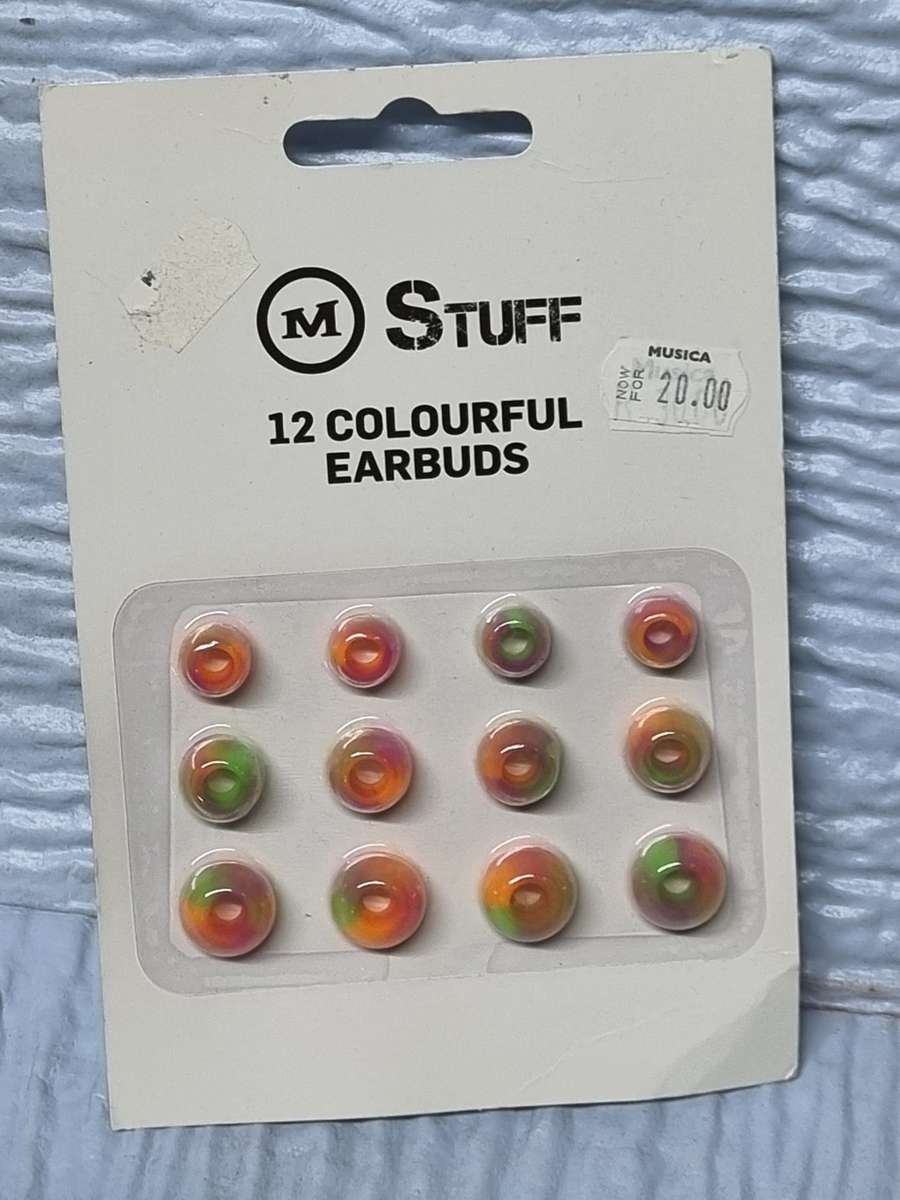 M STUFF
MUSICA
NOW FOR 20.00
12 COLOURFUL
EARBUDS